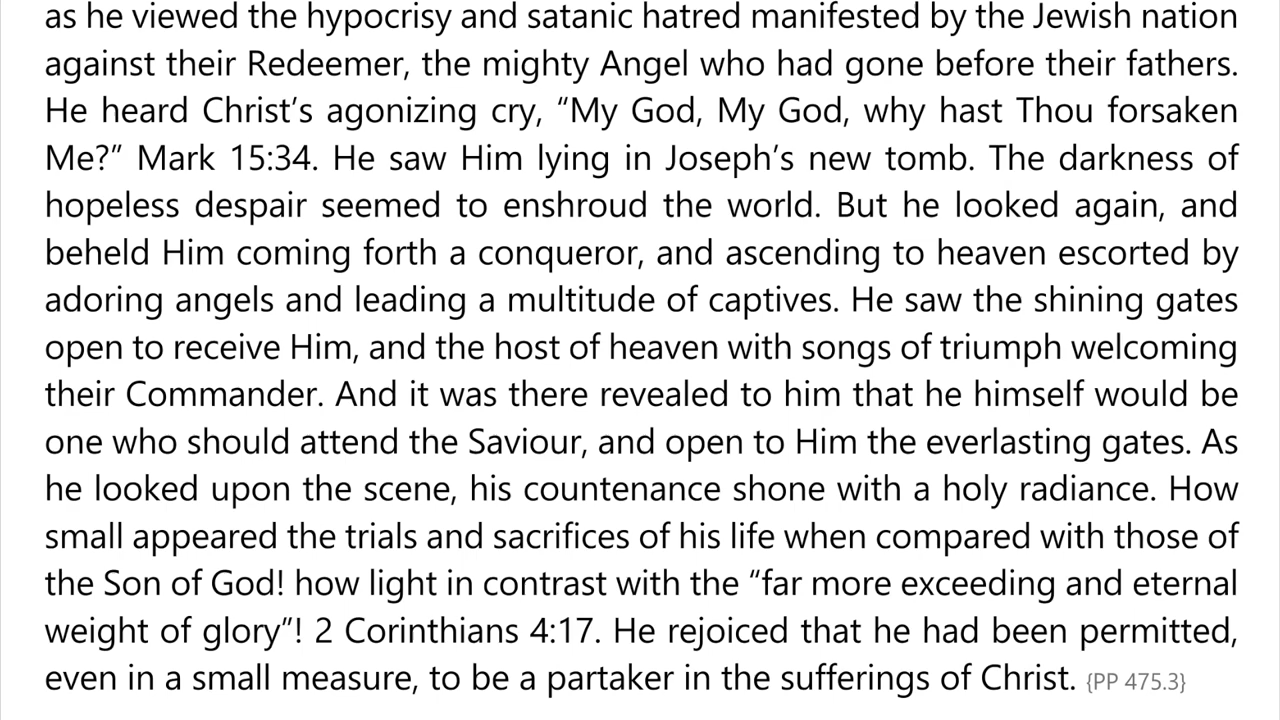 as he viewed the hypocrisy and satanic hatred manifested by the Jewish nation
against their Redeemer, the mighty Angel who had gone before their fathers.
He heard Christ’s agonizing cry, “My God, My God, why hast Thou forsaken
Me?” Mark 15:34. He saw Him lying in Joseph’s new tomb. The darkness of
hopeless despair seemed to enshroud the world. But he looked again, and
beheld Him coming forth a conqueror, and ascending to heaven escorted by
adoring angels and leading a multitude of captives. He saw the shining gates
open to receive Him, and the host of heaven with songs of triumph welcoming
their Commander. And it was there revealed to him that he himself would be
one who should attend the Saviour, and open to Him the everlasting gates. As
he looked upon the scene, his countenance shone with a holy radiance. How
small appeared the trials and sacrifices of his life when compared with those of
the Son of God! how light in contrast with the “far more exceeding and eternal
weight of glory”! 2 Corinthians 4:17. He rejoiced that he had been permitted,
even in a small measure, to be a partaker in the sufferings of Christ. {PP 475.3}